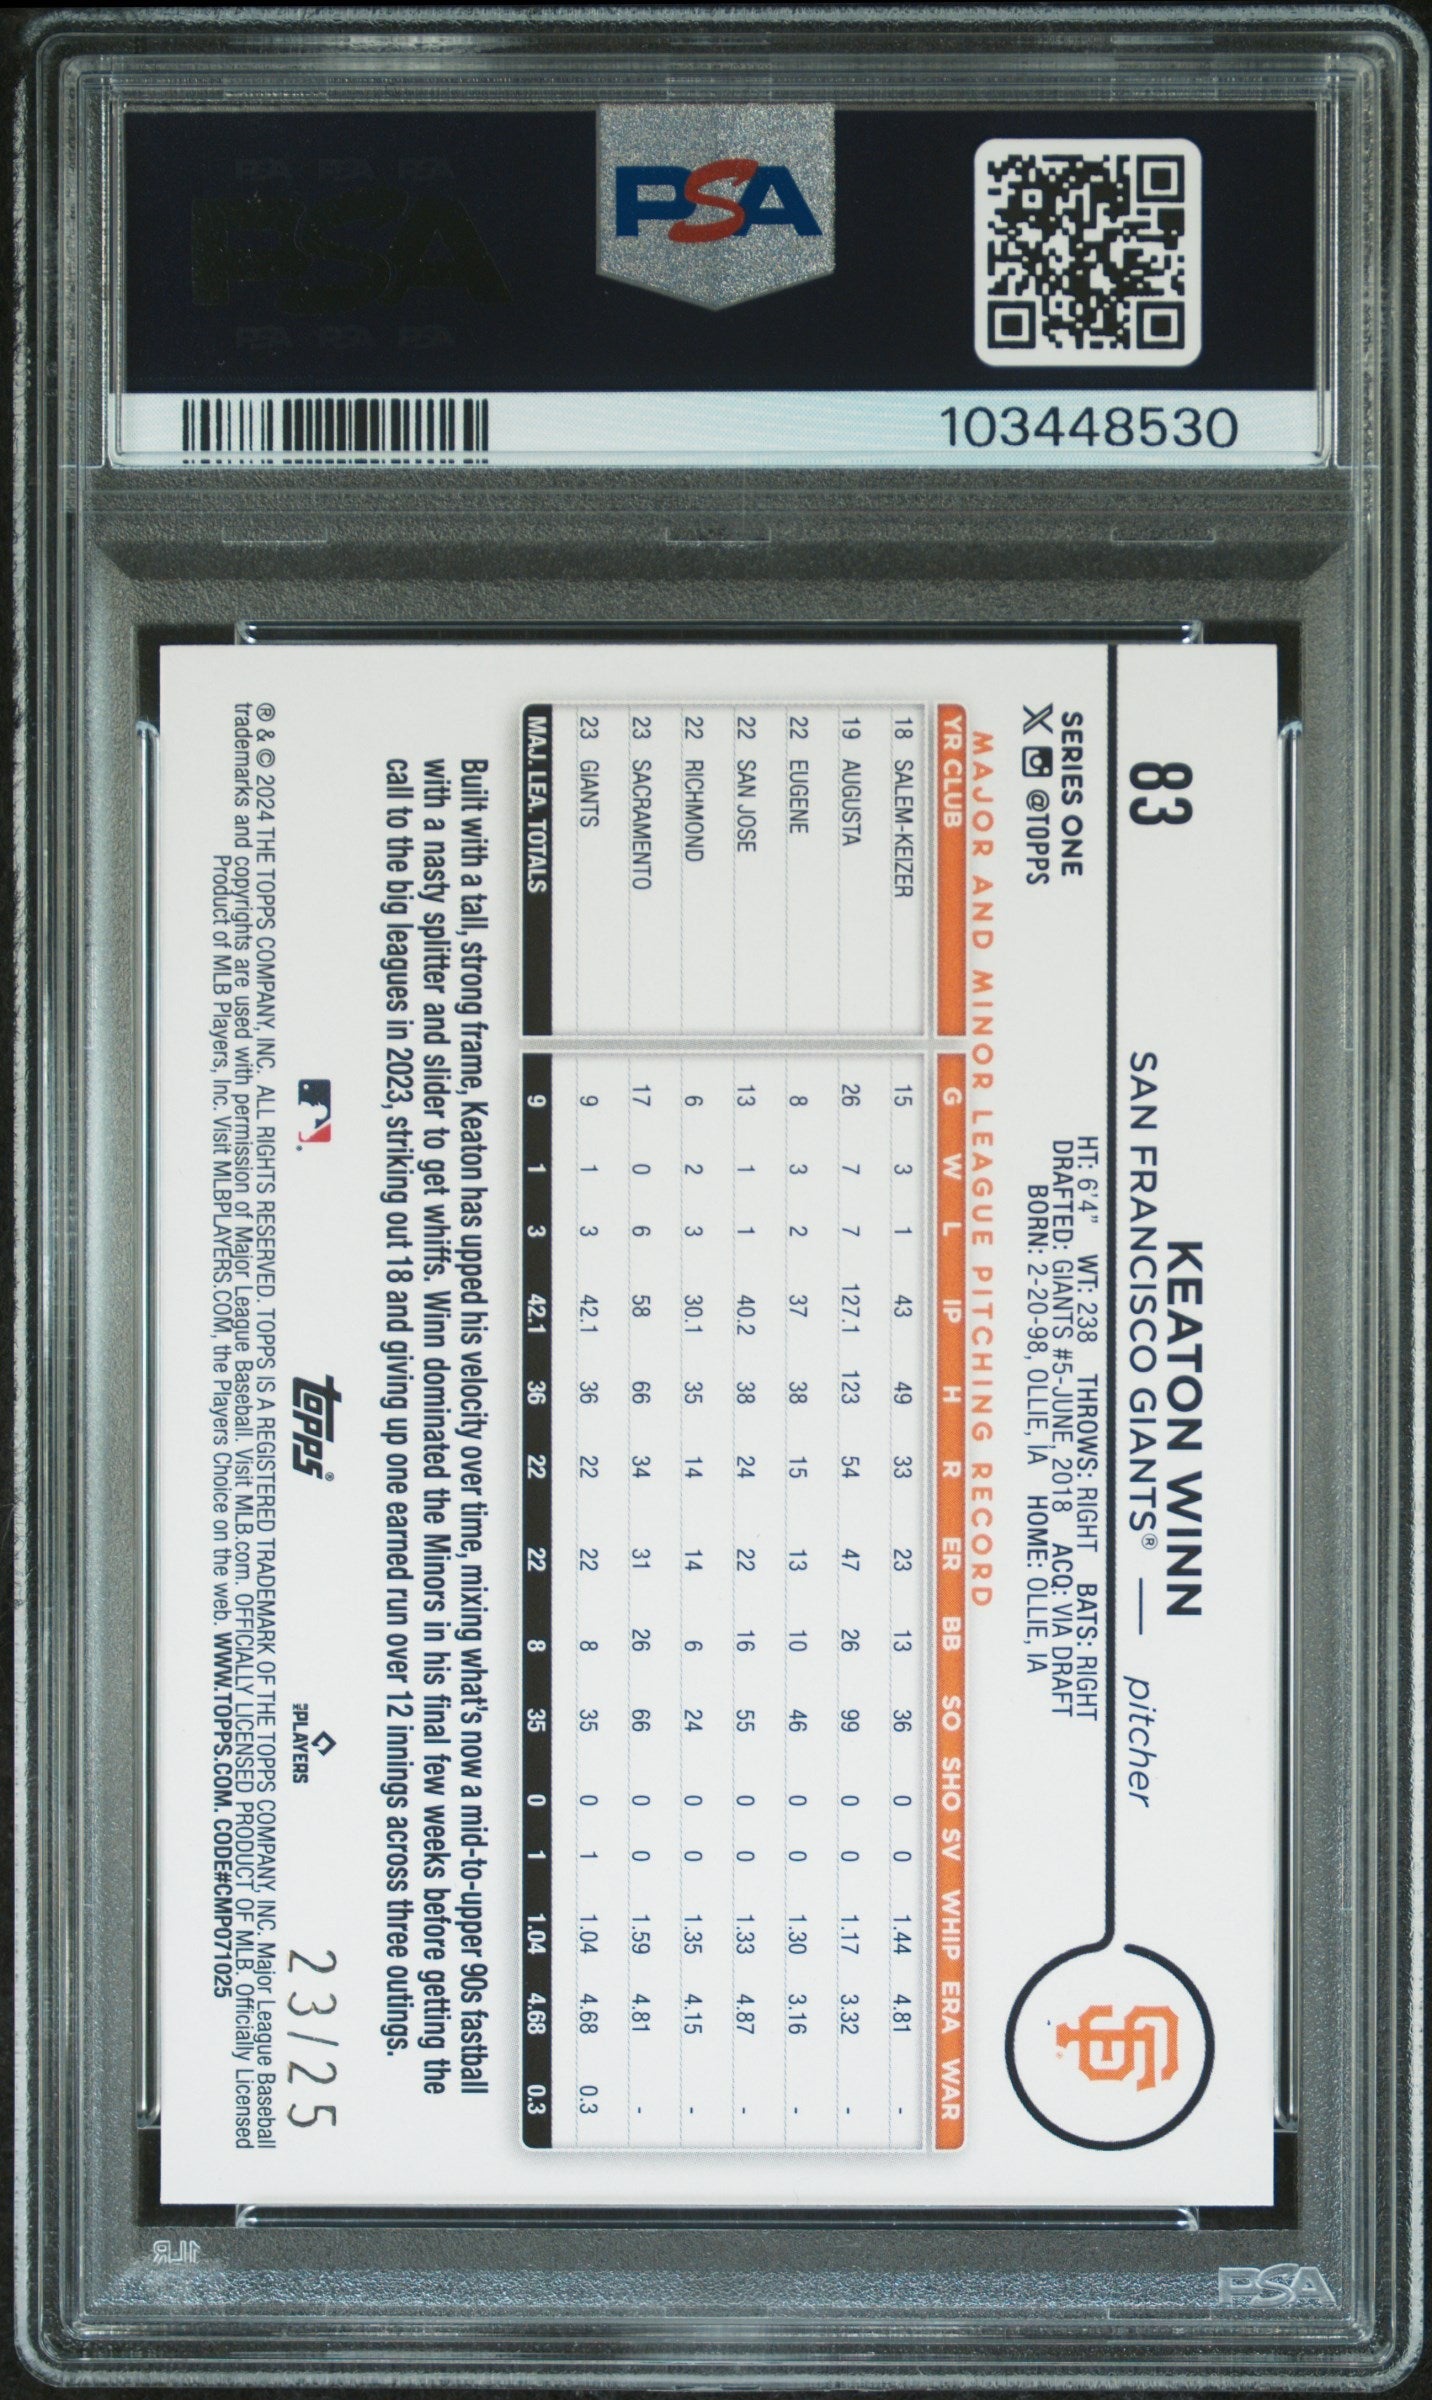 PSA
PSA PSA PSA
PSA
PSA PSA PSA
103448530
83
KEATON WINN
SAN FRANCISCO GIANTS® — pitcher
HT: 6'4" WT: 238 THROWS: RIGHT BATS: RIGHT
DRAFTED: GIANTS #5-JUNE, 2018 ACQ: VIA DRAFT
BORN: 2-20-98, OLLIE, IA HOME: OLLIE, IA
SERIES ONE
@TOPPS
SF
MAJOR AND MINOR LEAGUE PITCHING RECORD
YR CLUB G W L IP H R ER BB SO SHO SV WHIP ERA WAR
18 SALEM-KEIZER 15 3 1 43 49 33 23 13 36 0 0 1.44 4.81 -
19 AUGUSTA 26 7 7 127.1 123 54 47 26 99 0 0 1.17 3.32 -
22 EUGENE 8 3 2 37 38 15 13 10 46 0 0 1.30 3.16 -
22 SAN JOSE 13 1 1 40.2 38 24 22 16 55 0 0 1.33 4.87 -
22 RICHMOND 6 2 3 30.1 35 14 14 6 24 0 0 1.35 4.15 -
23 SACRAMENTO 17 0 6 58 66 34 31 26 66 0 0 1.59 4.81 -
23 GIANTS 9 1 3 42.1 36 22 22 8 35 0 1 1.04 4.68 0.3
MAJ. LEA. TOTALS 9 1 3 42.1 36 22 22 8 35 0 1 1.04 4.68 0.3
Built with a tall, strong frame, Keaton has upped his velocity over time, mixing what's now a mid-to-upper 90s fastball
with a nasty splitter and slider to get whiffs. Winn dominated the Minors in his final few weeks before getting the
call to the big leagues in 2023, striking out 18 and giving up one earned run over 12 innings across three outings.
topps®
PLAYERS
23/25
® & © 2024 THE TOPPS COMPANY, INC. ALL RIGHTS RESERVED. TOPPS IS A REGISTERED TRADEMARK OF THE TOPPS COMPANY, INC. Major League Baseball
trademarks and copyrights are used with permission of Major League Baseball. Visit MLB.com. OFFICIALLY LICENSED PRODUCT OF MLB. Officially Licensed
Product of MLB Players, Inc. Visit MLBPLAYERS.COM, the Players Choice on the web. WWW.TOPPS.COM. CODE#CMP071025
PSA